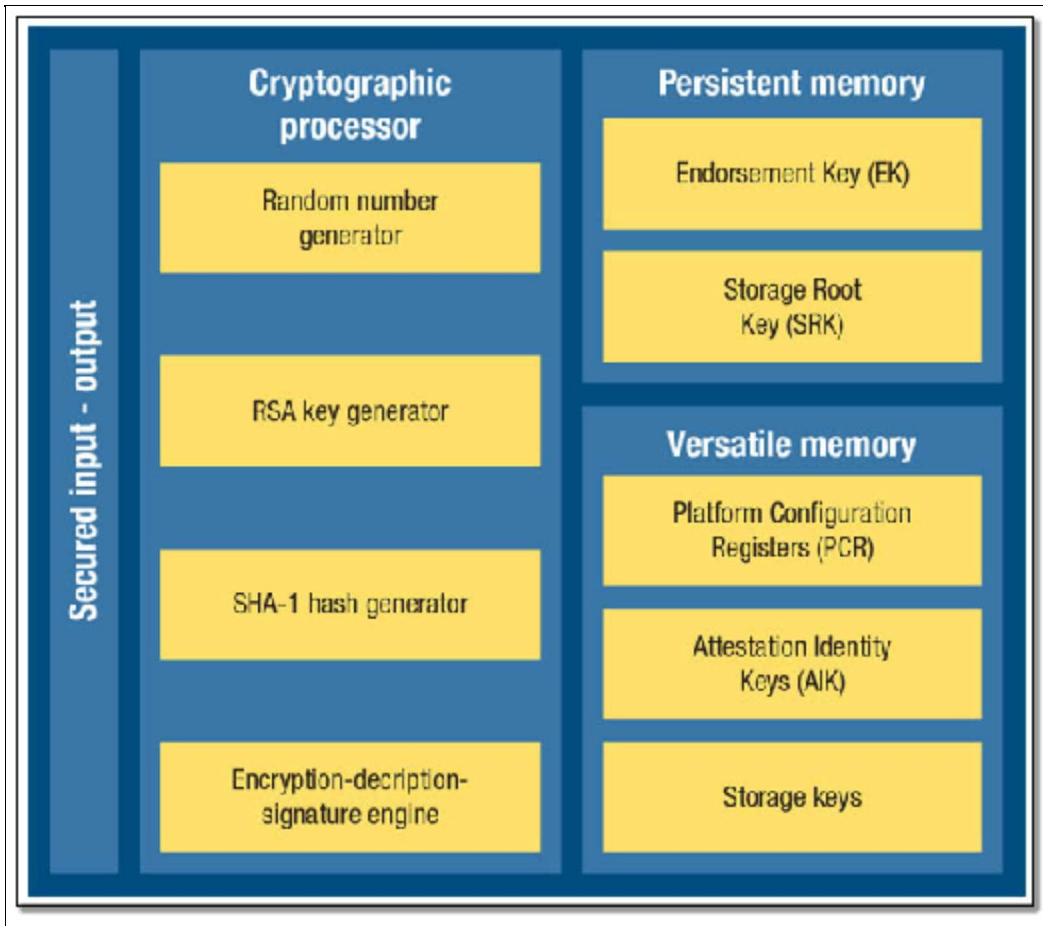 Secured input - output
Cryptographic
processor
Random number
generator
RSA key generator
SHA-1 hash generator
Encryption-decription-
signature engine
Persistent memory
Endorsement Key (EK)
Storage Root
Key (SRK)
Versatile memory
Platform Configuration
Registers (PCR)
Attestation Identity
Keys (AIK)
Storage keys